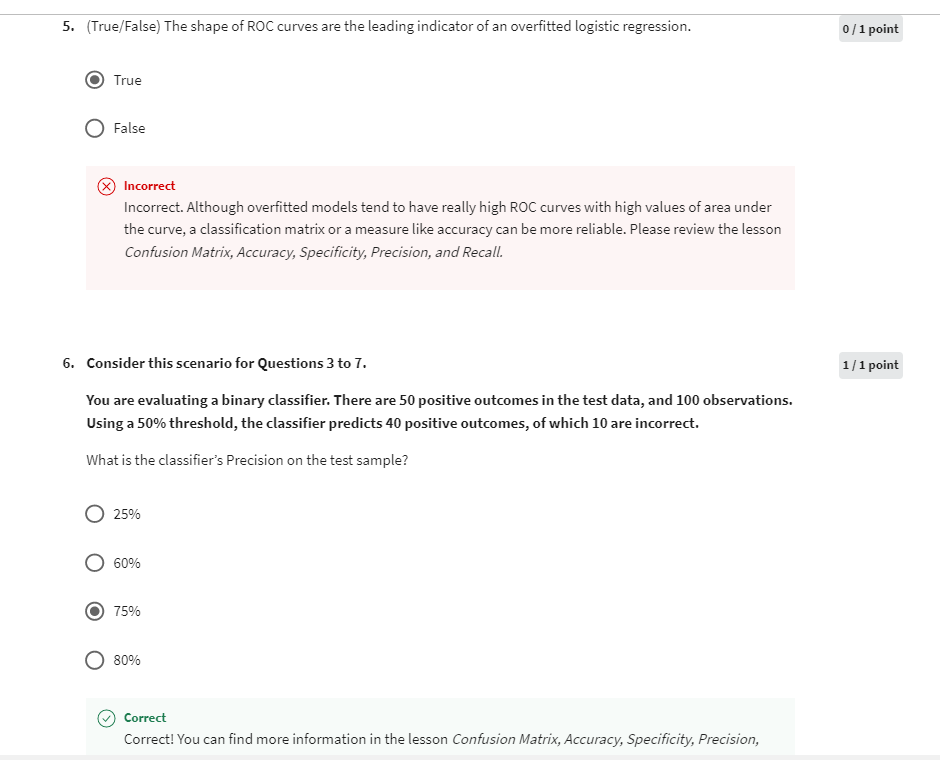 5. (True/False) The shape of ROC curves are the leading indicator of an overfitted logistic regression.
0 / 1 point
True
False
Incorrect
Incorrect. Although overfitted models tend to have really high ROC curves with high values of area under
the curve, a classification matrix or a measure like accuracy can be more reliable. Please review the lesson
Confusion Matrix, Accuracy, Specificity, Precision, and Recall.
6. Consider this scenario for Questions 3 to 7.
1 / 1 point
You are evaluating a binary classifier. There are 50 positive outcomes in the test data, and 100 observations.
Using a 50% threshold, the classifier predicts 40 positive outcomes, of which 10 are incorrect.
What is the classifier's Precision on the test sample?
25%
60%
75%
80%
Correct
Correct! You can find more information in the lesson Confusion Matrix, Accuracy, Specificity, Precision,